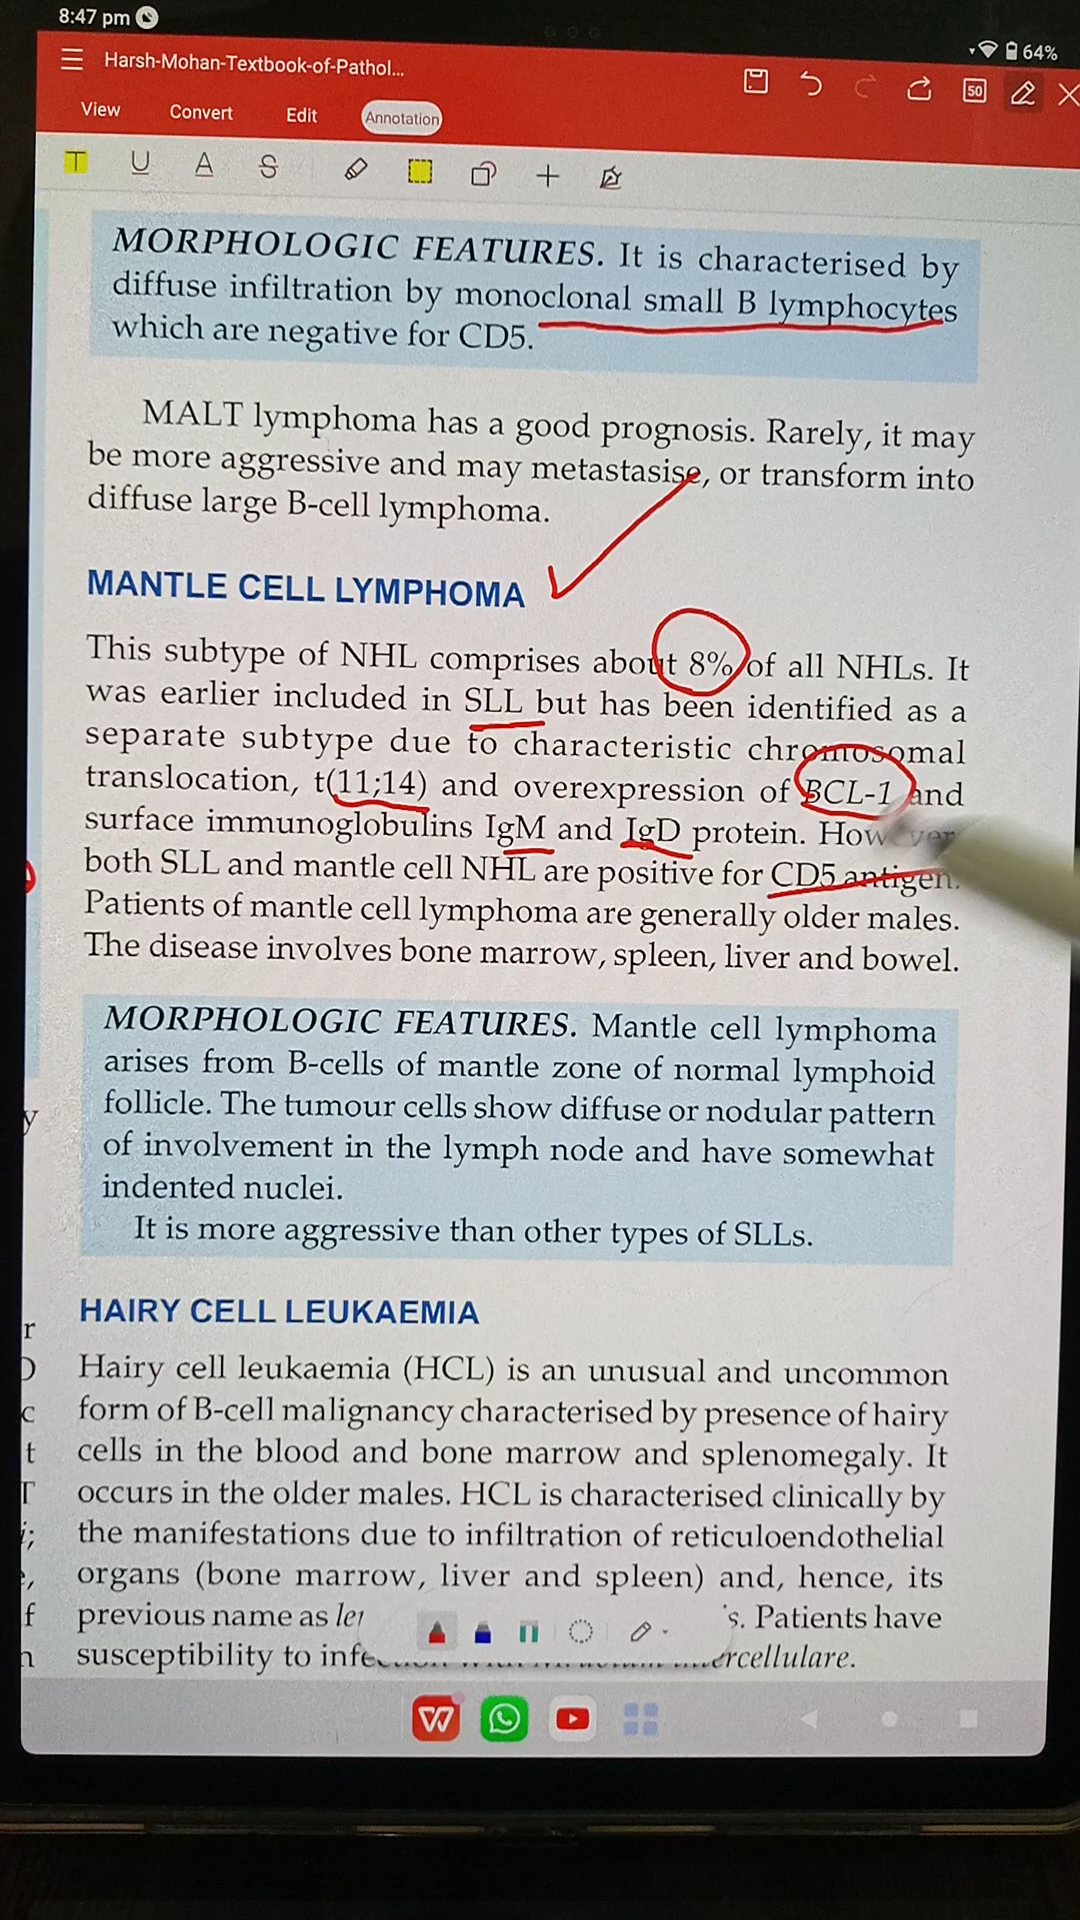 8:47 pm
64%
Harsh-Mohan-Textbook-of-Pathol...
50
View Convert Edit Annotation
T U A S
MORPHOLOGIC FEATURES. It is characterised by
diffuse infiltration by monoclonal small B lymphocytes
which are negative for CD5.
MALT lymphoma has a good prognosis. Rarely, it may
be more aggressive and may metastasise, or transform into
diffuse large B-cell lymphoma.
MANTLE CELL LYMPHOMA
This subtype of NHL comprises about 8% of all NHLs. It
was earlier included in SLL but has been identified as a
separate subtype due to characteristic chromosomal
translocation, t(11;14) and overexpression of BCL-1 and
surface immunoglobulins IgM and IgD protein. However
both SLL and mantle cell NHL are positive for CD5 antigen.
Patients of mantle cell lymphoma are generally older males.
The disease involves bone marrow, spleen, liver and bowel.
MORPHOLOGIC FEATURES. Mantle cell lymphoma
arises from B-cells of mantle zone of normal lymphoid
follicle. The tumour cells show diffuse or nodular pattern
of involvement in the lymph node and have somewhat
indented nuclei.
It is more aggressive than other types of SLLs.
HAIRY CELL LEUKAEMIA
Hairy cell leukaemia (HCL) is an unusual and uncommon
form of B-cell malignancy characterised by presence of hairy
cells in the blood and bone marrow and splenomegaly. It
occurs in the older males. HCL is characterised clinically by
the manifestations due to infiltration of reticuloendothelial
organs (bone marrow, liver and spleen) and, hence, its
previous name as Patients have
susceptibility to